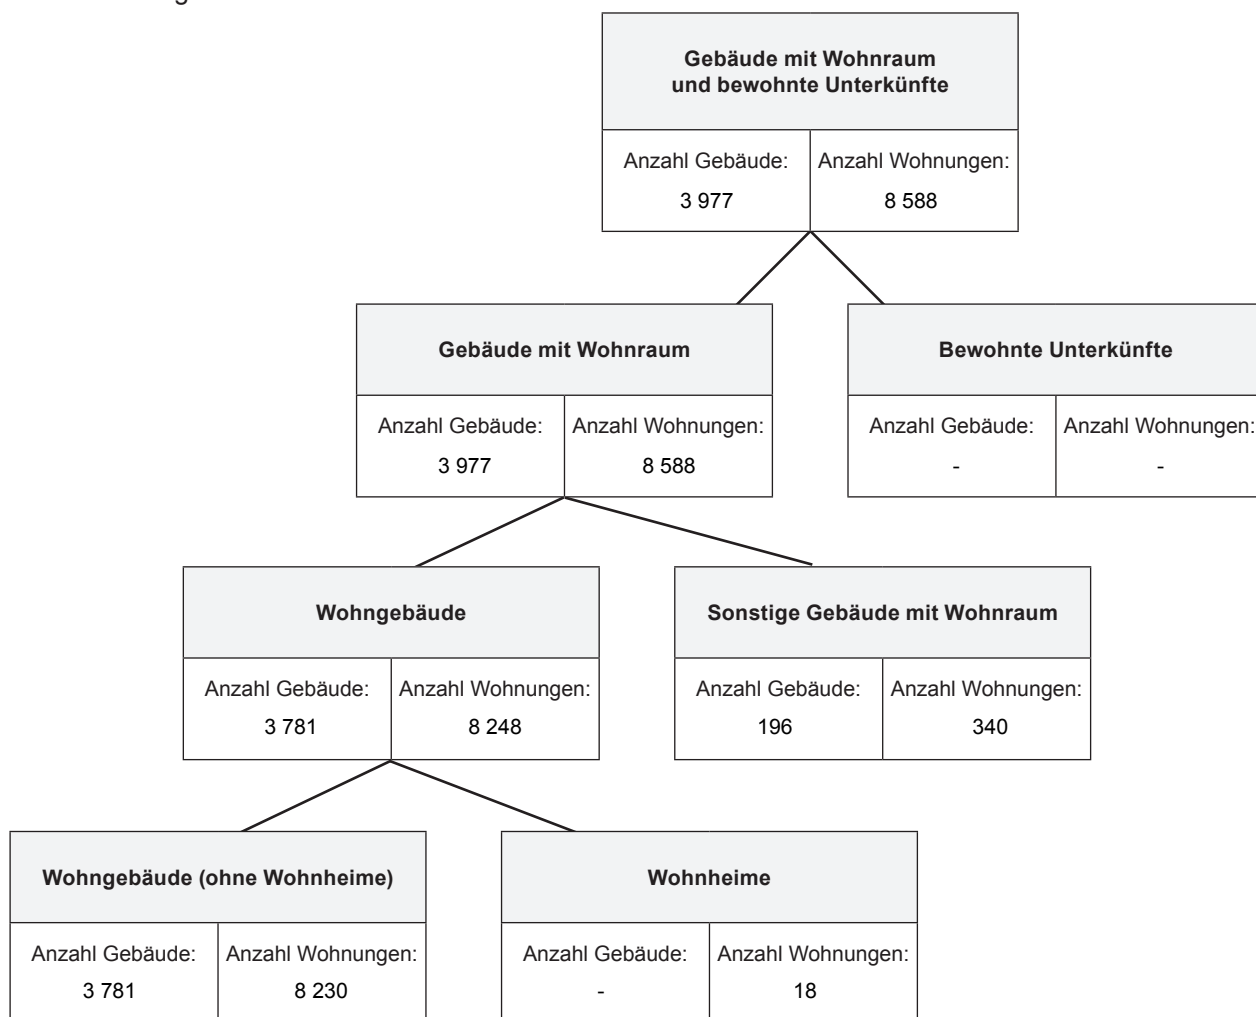 Gebäude mit Wohnraum
und bewohnte Unterkünfte
Anzahl Gebäude: Anzahl Wohnungen:
3 977 8 588
Gebäude mit Wohnraum Bewohnte Unterkünfte
Anzahl Gebäude: Anzahl Wohnungen: Anzahl Gebäude: Anzahl Wohnungen:
3 977 8 588 - -
Wohngebäude Sonstige Gebäude mit Wohnraum
Anzahl Gebäude: Anzahl Wohnungen: Anzahl Gebäude: Anzahl Wohnungen:
3 781 8 248 196 340
Wohngebäude (ohne Wohnheime) Wohnheime
Anzahl Gebäude: Anzahl Wohnungen: Anzahl Gebäude: Anzahl Wohnungen:
3 781 8 230 - 18